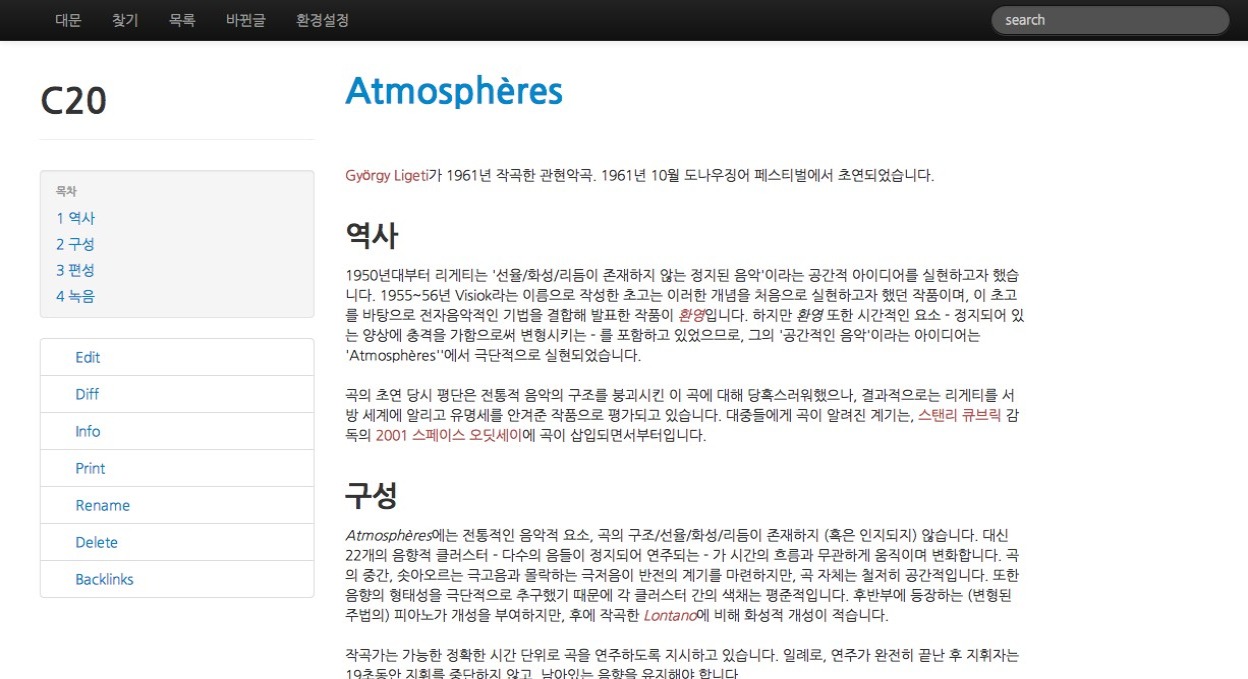 대문 찾기 목록 바뀐글 환경설정 search
C20
목차
1 역사
2 구성
3 편성
4 녹음
Edit
Diff
Info
Print
Rename
Delete
Backlinks
Atmosphères
György Ligeti가 1961년 작곡한 관현악곡. 1961년 10월 도나우징어 페스티벌에서 초연되었습니다.
역사
1950년대부터 리게티는 '선율/화성/리듬이 존재하지 않는 정지된 음악'이라는 공간적 아이디어를 실현하고자 했습
니다. 1955~56년 Visiok라는 이름으로 작성한 초고는 이러한 개념을 처음으로 실현하고자 했던 작품이며, 이 초고
를 바탕으로 전자음악적인 기법을 결합해 발표한 작품이 환영입니다. 하지만 환영 또한 시간적인 요소 - 정지되어 있
는 양상에 충격을 가함으로써 변형시키는 - 를 포함하고 있었으므로, 그의 '공간적인 음악'이라는 아이디어는
'Atmosphères''에서 극단적으로 실현되었습니다.
곡의 초연 당시 평단은 전통적 음악의 구조를 붕괴시킨 이 곡에 대해 당혹스러워했으나, 결과적으로는 리게티를 서
방 세계에 알리고 유명세를 안겨준 작품으로 평가되고 있습니다. 대중들에게 곡이 알려진 계기는, 스탠리 큐브릭 감
독의 2001 스페이스 오딧세이에 곡이 삽입되면서부터입니다.
구성
Atmosphères에는 전통적인 음악적 요소, 곡의 구조/선율/화성/리듬이 존재하지 (혹은 인지되지) 않습니다. 대신
22개의 음향적 클러스터 - 다수의 음들이 정지되어 연주되는 - 가 시간의 흐름과 무관하게 움직이며 변화합니다. 곡
의 중간, 솟아오르는 극고음과 몰락하는 극저음이 반전의 계기를 마련하지만, 곡 자체는 철저히 공간적입니다. 또한
음향의 형태성을 극단적으로 추구했기 때문에 각 클러스터 간의 색채는 평준적입니다. 후반부에 등장하는 (변형된
주법의) 피아노가 개성을 부여하지만, 후에 작곡한 Lontano에 비해 화성적 개성이 적습니다.
작곡가는 가능한 정확한 시간 단위로 곡을 연주하도록 지시하고 있습니다. 일례로, 연주가 완전히 끝난 후 지휘자는
19초동안 지휘를 중단하지 않고, 남아있는 음향을 유지해야 합니다.